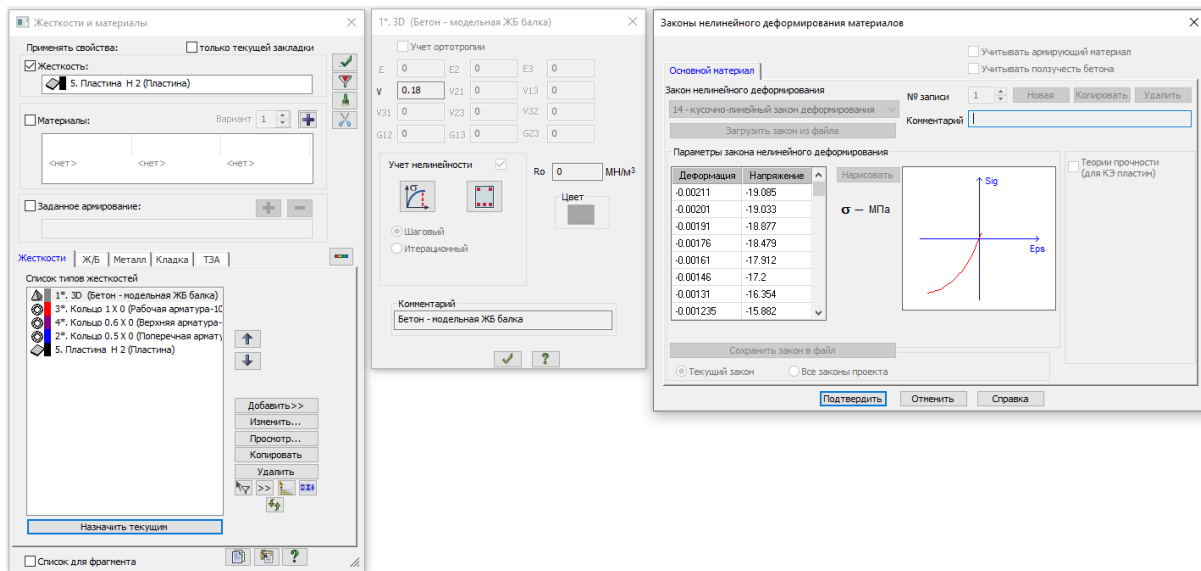 Жесткости и материалы
Применять свойства:
только текущей закладки
Жесткость:
5. Пластина H 2 (Пластина)
Материалы:
Вариант 1
<нет> <нет> <нет>
Заданное армирование:
Жесткости Ж/Б Металл Кладка ТЗА
Список типов жесткостей
1*. 3D (Бетон - модельная ЖБ балка)
3*. Кольцо 1 X 0 (Рабочая арматура-10
4*. Кольцо 0.6 X 0 (Верхняя арматура-
2*. Кольцо 0.5 X 0 (Поперечная армату
5. Пластина H 2 (Пластина)
Добавить>>
Изменить...
Просмотр...
Копировать
Удалить
>>
Назначить текущим
Список для фрагмента
?
1*. 3D (Бетон - модельная ЖБ балка)
Учет ортотропии
E 0 E2 0 E3 0
V 0.18 V21 0 V13 0
V31 0 V23 0 V32 0
G12 0 G13 0 G23 0
Учет нелинейности
Ro 0 МН/м³
σ
Цвет
Шаговый
Итерационный
Комментарий
Бетон - модельная ЖБ балка
?
Законы нелинейного деформирования материалов
Учитывать армирующий материал
Учитывать ползучесть бетона
Основной материал
Закон нелинейного деформирования
14 - кусочно-линейный закон деформирования
Загрузить закон из файла
№ записи 1 Новая Копировать Удалить
Комментарий
Параметры закона нелинейного деформирования
Деформация Напряжение
-0.00211 -19.085
-0.00201 -19.033
-0.00191 -18.877
-0.00176 -18.479
-0.00161 -17.912
-0.00146 -17.2
-0.00131 -16.354
-0.001235 -15.882
Нарисовать
σ — МПа
Sig
Eps
Теории прочности
(для КЭ пластин)
Сохранить закон в файл
Текущий закон
Все законы проекта
Подтвердить Отменить Справка